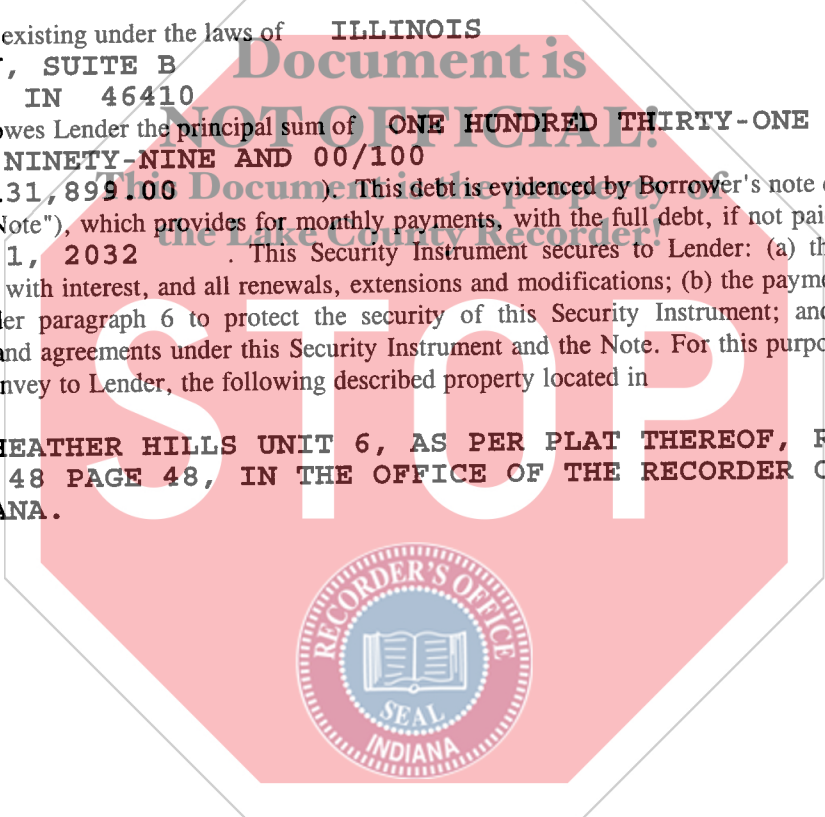 existing under the laws of ILLINOIS
, SUITE B
IN 46410
owes Lender the principal sum of ONE HUNDRED THIRTY-ONE
NINETY-NINE AND 00/100
31,899.00 ). This debt is evidenced by Borrower's note
Note"), which provides for monthly payments, with the full debt, if not pai
1, 2032 . This Security Instrument secures to Lender: (a) th
with interest, and all renewals, extensions and modifications; (b) the payme
er paragraph 6 to protect the security of this Security Instrument; and
and agreements under this Security Instrument and the Note. For this purpo
nvey to Lender, the following described property located in
HEATHER HILLS UNIT 6, AS PER PLAT THEREOF,
48 PAGE 48, IN THE OFFICE OF THE RECORDER
ANA.
Document is
NOT OFFICIAL!
This Document is the property of
the Lake County Recorder!
STOP
RECORDER'S OFFICE
SEAL
INDIANA